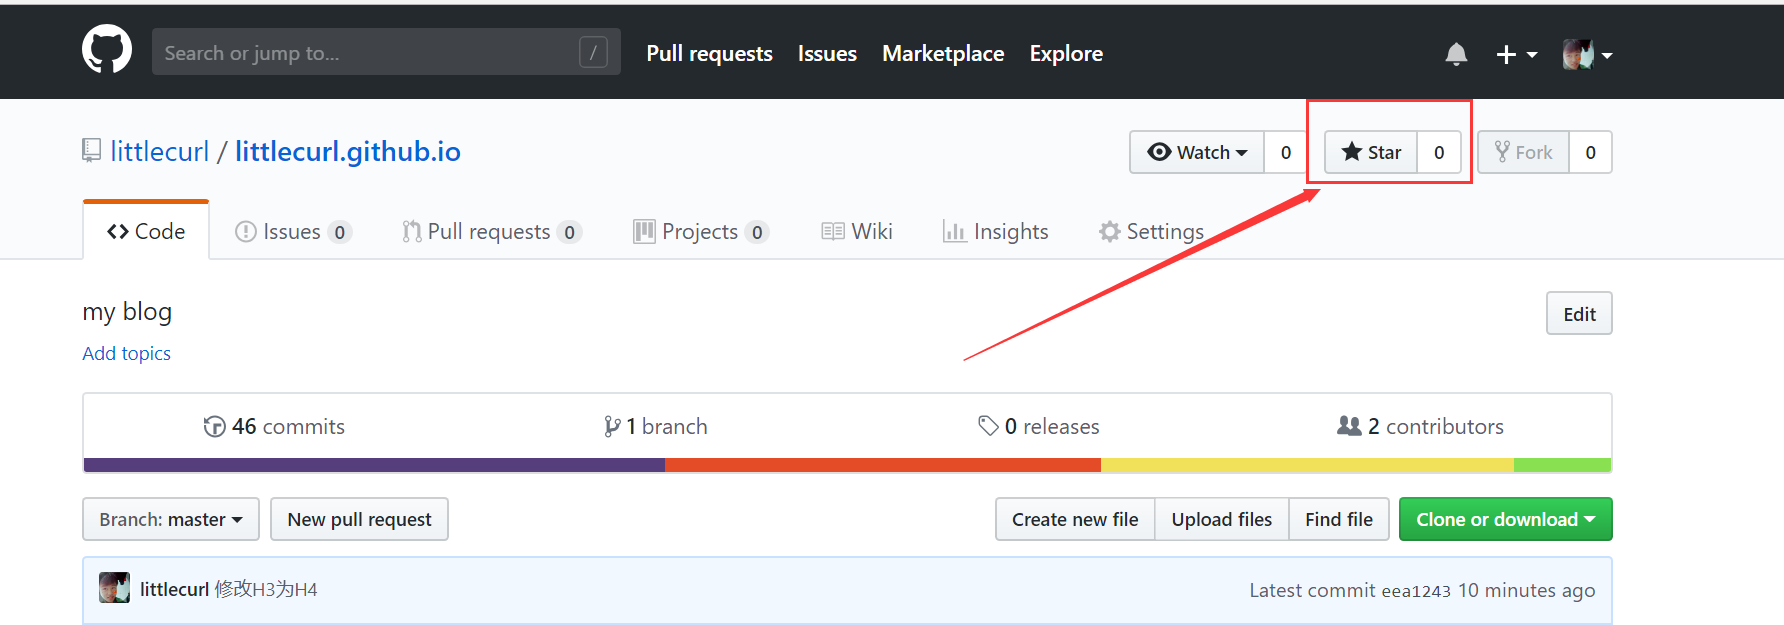 Search or jump to... / Pull requests Issues Marketplace Explore
littlecurl / littlecurl.github.io Watch 0 Star 0 Fork 0
Code Issues 0 Pull requests 0 Projects 0 Wiki Insights Settings
my blog Edit
Add topics
46 commits 1 branch 0 releases 2 contributors
Branch: master New pull request Create new file Upload files Find file Clone or download
littlecurl 修改H3为H4 Latest commit eea1243 10 minutes ago